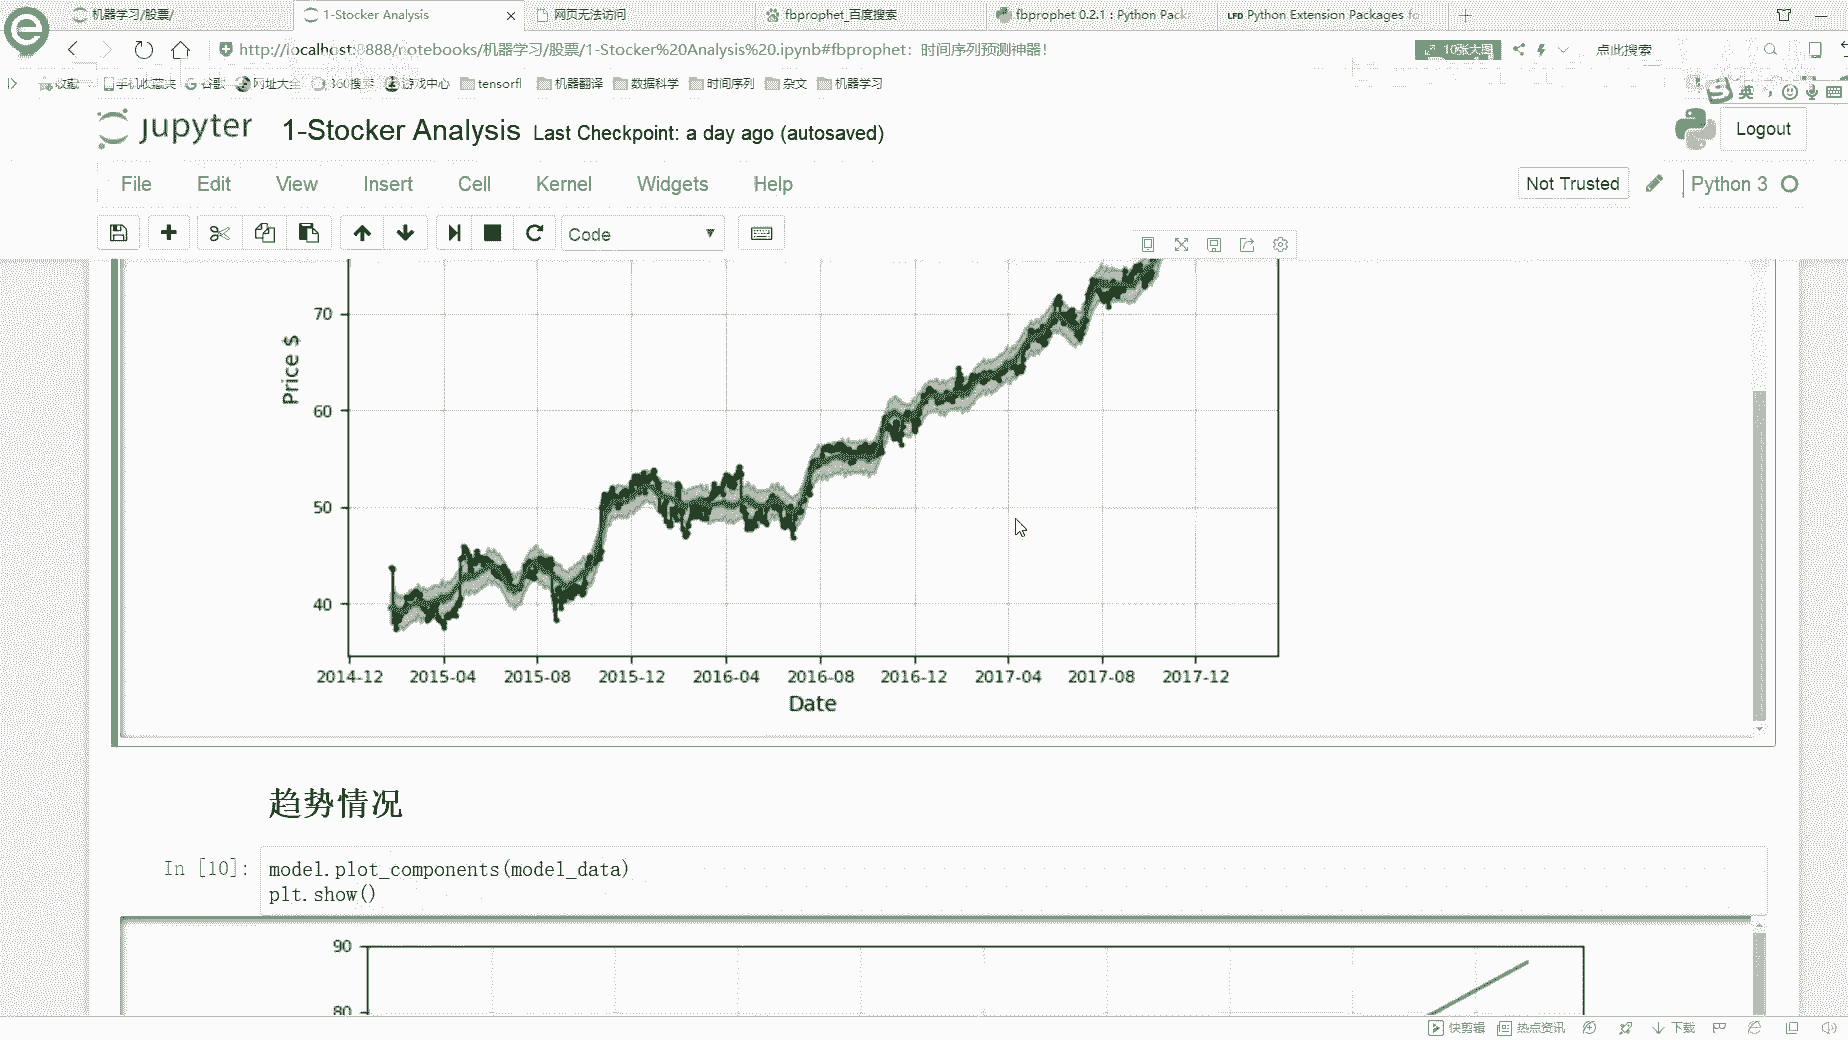 机器学习/股票/
1-Stocker Analysis
网页无法访问
fbprophet_百度搜索
fbprophet 0.2.1 : Python Pack
LFD Python Extension Packages fo
http://localhost:8888/notebooks/机器学习/股票/1-Stocker%20Analysis%20.ipynb#fbprophet：时间序列预测神器!
10张大图
点此搜索
收藏
手机收藏夹
谷歌
网址大全
360搜索
游戏中心
tensorfl
机器翻译
数据科学
时间序列
杂文
机器学习
英
jupyter
1-Stocker Analysis
Last Checkpoint: a day ago (autosaved)
Logout
File
Edit
View
Insert
Cell
Kernel
Widgets
Help
Not Trusted
Python 3
Code
70
60
50
40
Price $
2014-12
2015-04
2015-08
2015-12
2016-04
2016-08
2016-12
2017-04
2017-08
2017-12
Date
趋势情况
In [10]:
model.plot_components(model_data)
plt.show()
90
80
快剪辑
热点资讯
下载